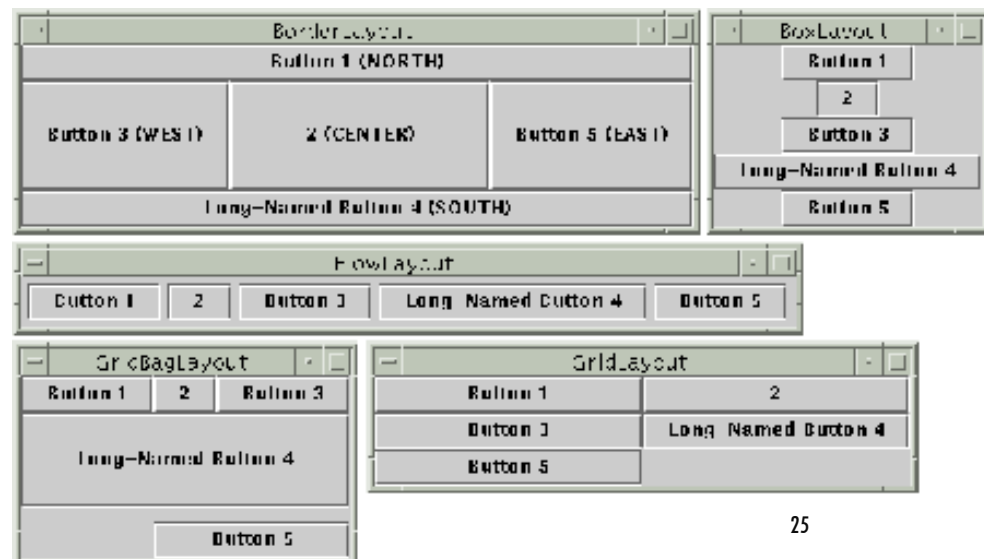 BorderLayout
Button 1 (NORTH)
Button 3 (WEST)
2 (CENTER)
Button 5 (EAST)
Long-Named Button 4 (SOUTH)
BoxLayout
Button 1
2
Button 3
Long-Named Button 4
Button 5
FlowLayout
Button 1
2
Button 3
Long-Named Button 4
Button 5
GridBagLayout
Button 1
2
Button 3
Long-Named Button 4
Button 5
GridLayout
Button 1
2
Button 3
Long-Named Button 4
Button 5
25